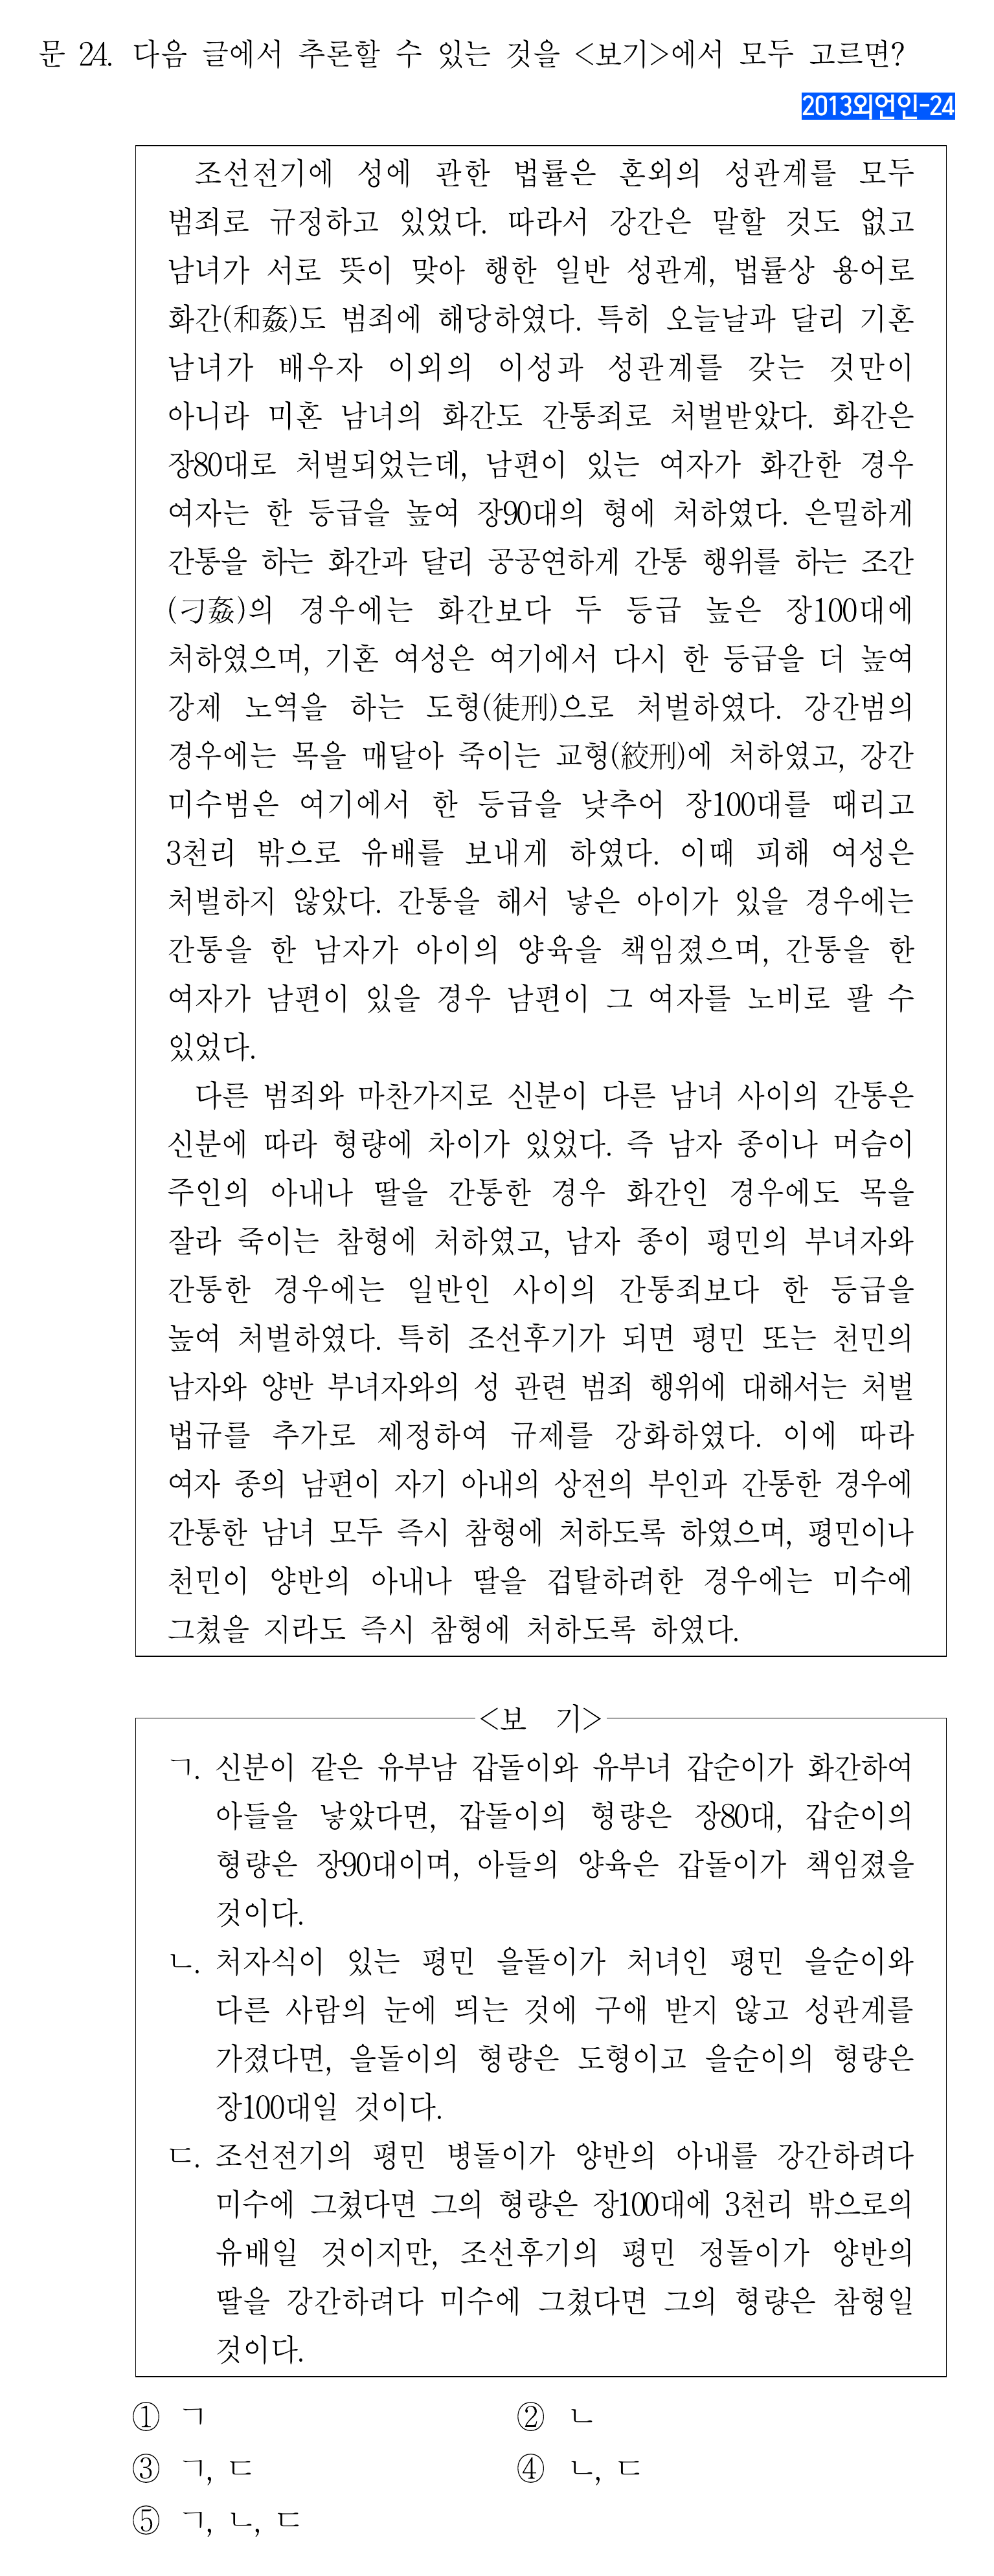 문 24. 다음 글에서 추론할 수 있는 것을 <보기>에서 모두 고르면?
2013외언인-24
조선전기에 성에 관한 법률은 혼외의 성관계를 모두
범죄로 규정하고 있었다. 따라서 강간은 말할 것도 없고
남녀가 서로 뜻이 맞아 행한 일반 성관계, 법률상 용어로
화간(和姦)도 범죄에 해당하였다. 특히 오늘날과 달리 기혼
남녀가 배우자 이외의 이성과 성관계를 갖는 것만이
아니라 미혼 남녀의 화간도 간통죄로 처벌받았다. 화간은
장80대로 처벌되었는데, 남편이 있는 여자가 화간한 경우
여자는 한 등급을 높여 장90대의 형에 처하였다. 은밀하게
간통을 하는 화간과 달리 공공연하게 간통 행위를 하는 조간
(刁姦)의 경우에는 화간보다 두 등급 높은 장100대에
처하였으며, 기혼 여성은 여기에서 다시 한 등급을 더 높여
강제 노역을 하는 도형(徒刑)으로 처벌하였다. 강간범의
경우에는 목을 매달아 죽이는 교형(絞刑)에 처하였고, 강간
미수범은 여기에서 한 등급을 낮추어 장100대를 때리고
3천리 밖으로 유배를 보내게 하였다. 이때 피해 여성은
처벌하지 않았다. 간통을 해서 낳은 아이가 있을 경우에는
간통을 한 남자가 아이의 양육을 책임졌으며, 간통을 한
여자가 남편이 있을 경우 남편이 그 여자를 노비로 팔 수
있었다.
다른 범죄와 마찬가지로 신분이 다른 남녀 사이의 간통은
신분에 따라 형량에 차이가 있었다. 즉 남자 종이나 머슴이
주인의 아내나 딸을 간통한 경우 화간인 경우에도 목을
잘라 죽이는 참형에 처하였고, 남자 종이 평민의 부녀자와
간통한 경우에는 일반인 사이의 간통죄보다 한 등급을
높여 처벌하였다. 특히 조선후기가 되면 평민 또는 천민의
남자와 양반 부녀자와의 성 관련 범죄 행위에 대해서는 처벌
법규를 추가로 제정하여 규제를 강화하였다. 이에 따라
여자 종의 남편이 자기 아내의 상전의 부인과 간통한 경우에
간통한 남녀 모두 즉시 참형에 처하도록 하였으며, 평민이나
천민이 양반의 아내나 딸을 겁탈하려한 경우에는 미수에
그쳤을 지라도 즉시 참형에 처하도록 하였다.
<보 기>
ㄱ. 신분이 같은 유부남 갑돌이와 유부녀 갑순이가 화간하여
아들을 낳았다면, 갑돌이의 형량은 장80대, 갑순이의
형량은 장90대이며, 아들의 양육은 갑돌이가 책임졌을
것이다.
ㄴ. 처자식이 있는 평민 을돌이가 처녀인 평민 을순이와
다른 사람의 눈에 띄는 것에 구애 받지 않고 성관계를
가졌다면, 을돌이의 형량은 도형이고 을순이의 형량은
장100대일 것이다.
ㄷ. 조선전기의 평민 병돌이가 양반의 아내를 강간하려다
미수에 그쳤다면 그의 형량은 장100대에 3천리 밖으로의
유배일 것이지만, 조선후기의 평민 정돌이가 양반의
딸을 강간하려다 미수에 그쳤다면 그의 형량은 참형일
것이다.
① ㄱ ② ㄴ
③ ㄱ, ㄷ ④ ㄴ, ㄷ
⑤ ㄱ, ㄴ, ㄷ